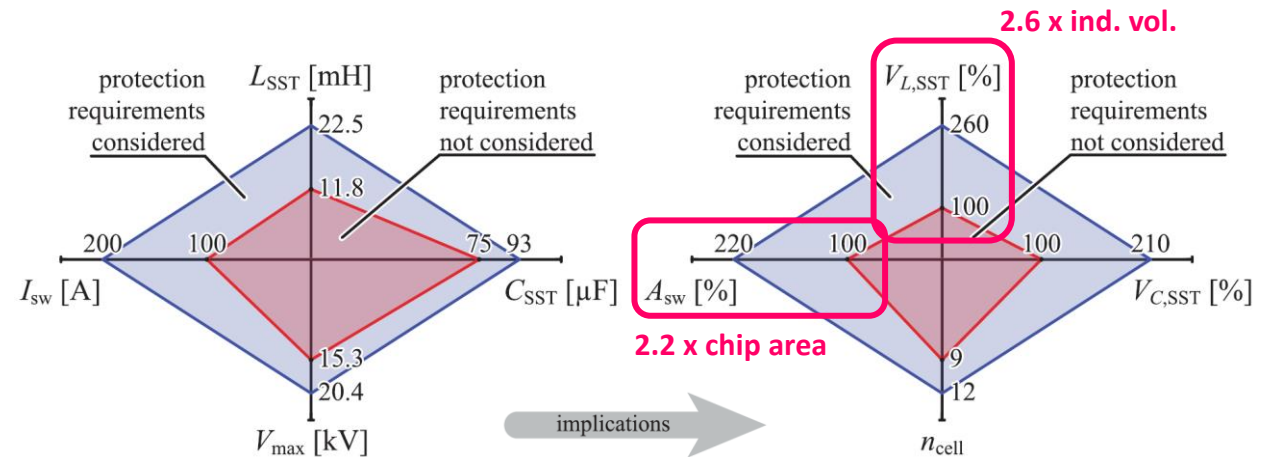 2.6 x ind. vol.
protection
requirements
considered
L_SST [mH]
protection
requirements
not considered
22.5
11.8
200
100
75
93
I_sw [A]
C_SST [µF]
15.3
20.4
V_max [kV]
implications
protection
requirements
considered
V_L,SST [%]
protection
requirements
not considered
260
100
220
100
100
210
A_sw [%]
V_C,SST [%]
2.2 x chip area
9
12
n_cell